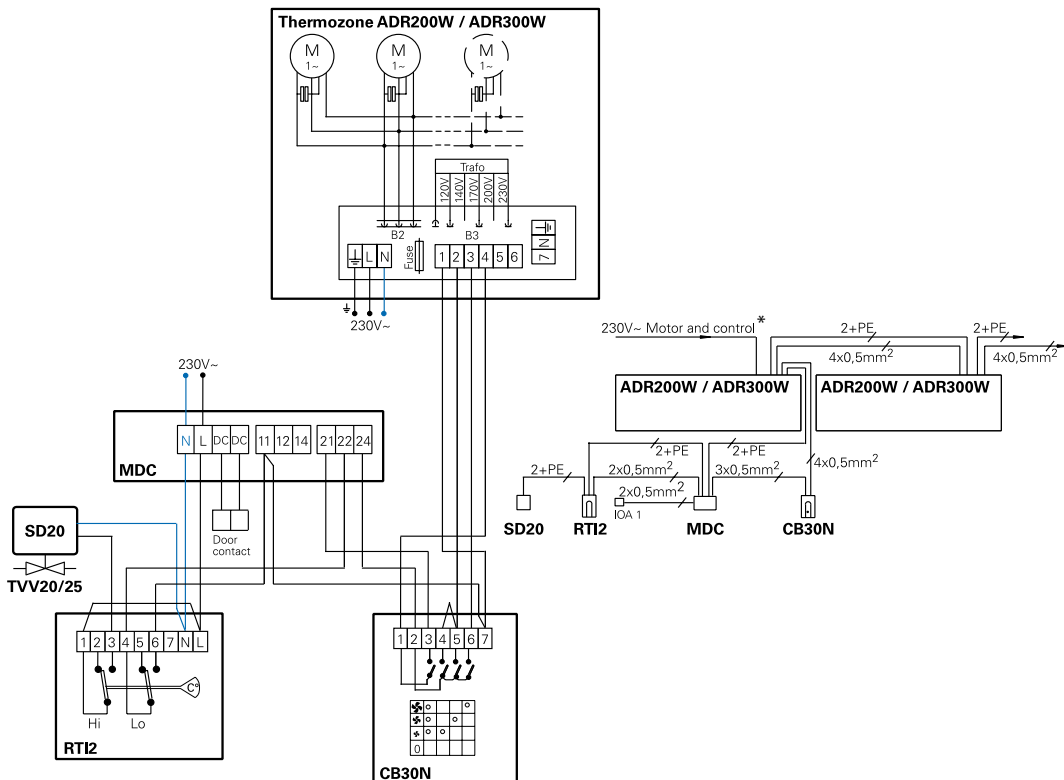 Thermozone ADR200W / ADR300W
M M M
1~ 1~ 1~
Trafo
120V 140V 170V 200V 230V
B2 B3
L N Fuse 1 2 3 4 5 6 7 N
230V~
230V~ Motor and control* 2+PE 2+PE
4x0,5mm² 4x0,5mm²
ADR200W / ADR300W ADR200W / ADR300W
2+PE 2+PE
4x0,5mm²
2+PE 2x0,5mm² 3x0,5mm²
2x0,5mm²
IOA 1
SD20 RTI2 MDC CB30N
230V~
N L DC DC 11 12 14 21 22 24
MDC
Door
contact
SD20
TVV20/25
1 2 3 4 5 6 7 N L
C°
Hi Lo
RTI2
1 2 3 4 5 6 7
0
CB30N